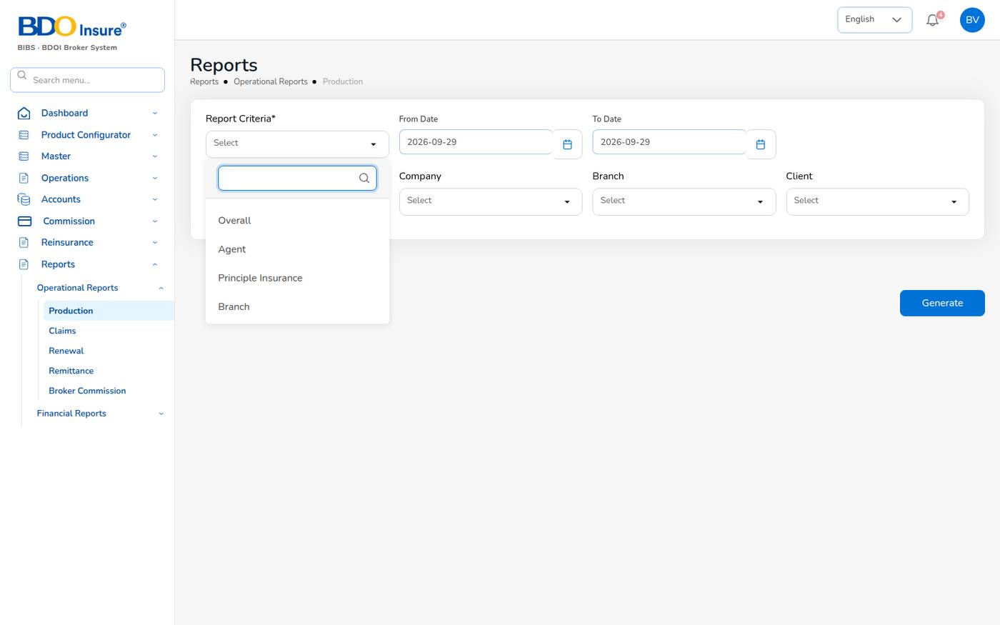 BDO Insure®
BIBS - BDOI Broker System
English
4
BV
Search menu...
Dashboard
Product Configurator
Master
Operations
Accounts
Commission
Reinsurance
Reports
Operational Reports
Production
Claims
Renewal
Remittance
Broker Commission
Financial Reports
Reports
Reports • Operational Reports • Production
Report Criteria*
Select
From Date
2026-09-29
To Date
2026-09-29
Overall
Agent
Principle Insurance
Branch
Company
Select
Branch
Select
Client
Select
Generate